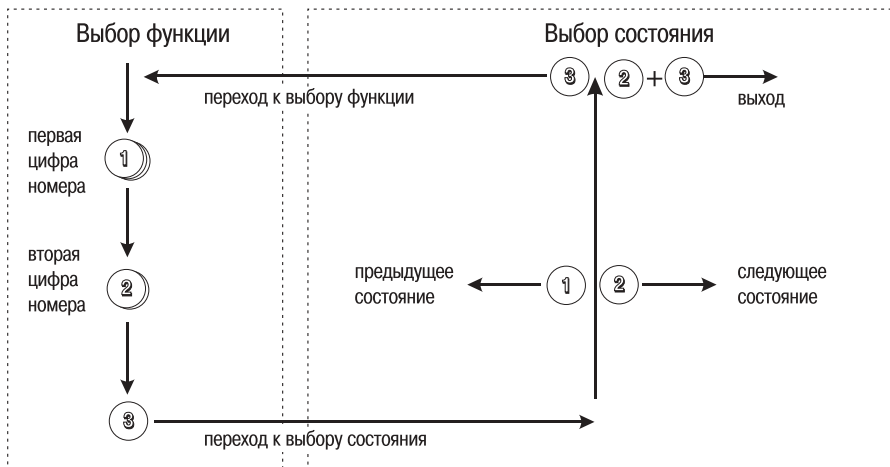 Выбор функции
первая
цифра
номера
1
вторая
цифра
номера
2
3
Выбор состояния
3 2 + 3
переход к выбору функции
выход
предыдущее
состояние
1 2
следующее
состояние
переход к выбору состояния